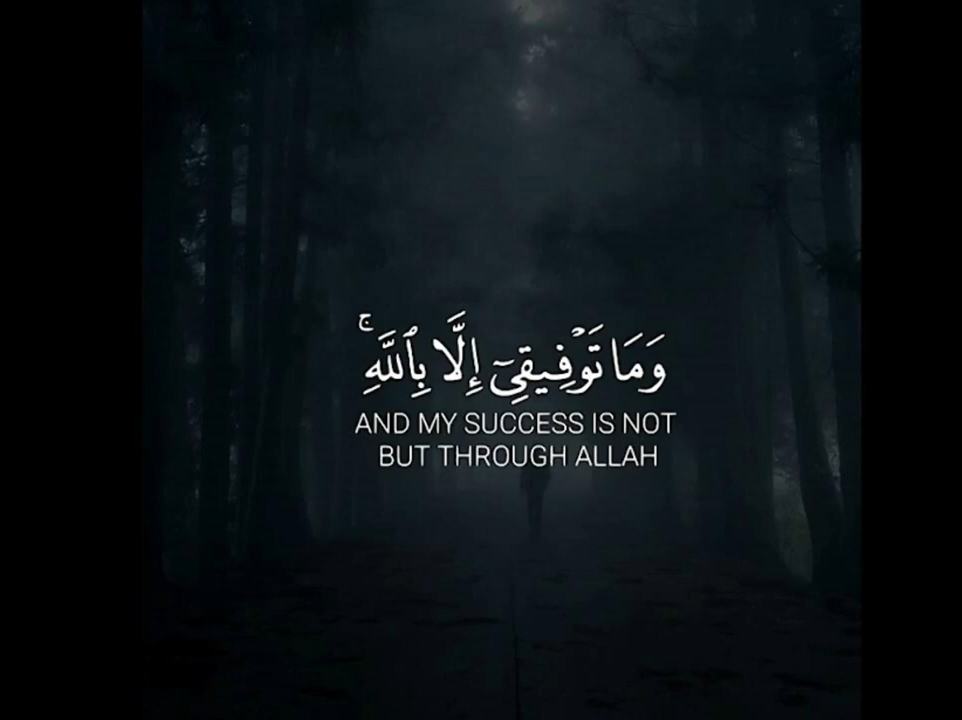 وَمَا تَوْفِيقِىٓ إِلَّا بِٱللَّهِ ۚ
AND MY SUCCESS IS NOT
BUT THROUGH ALLAH